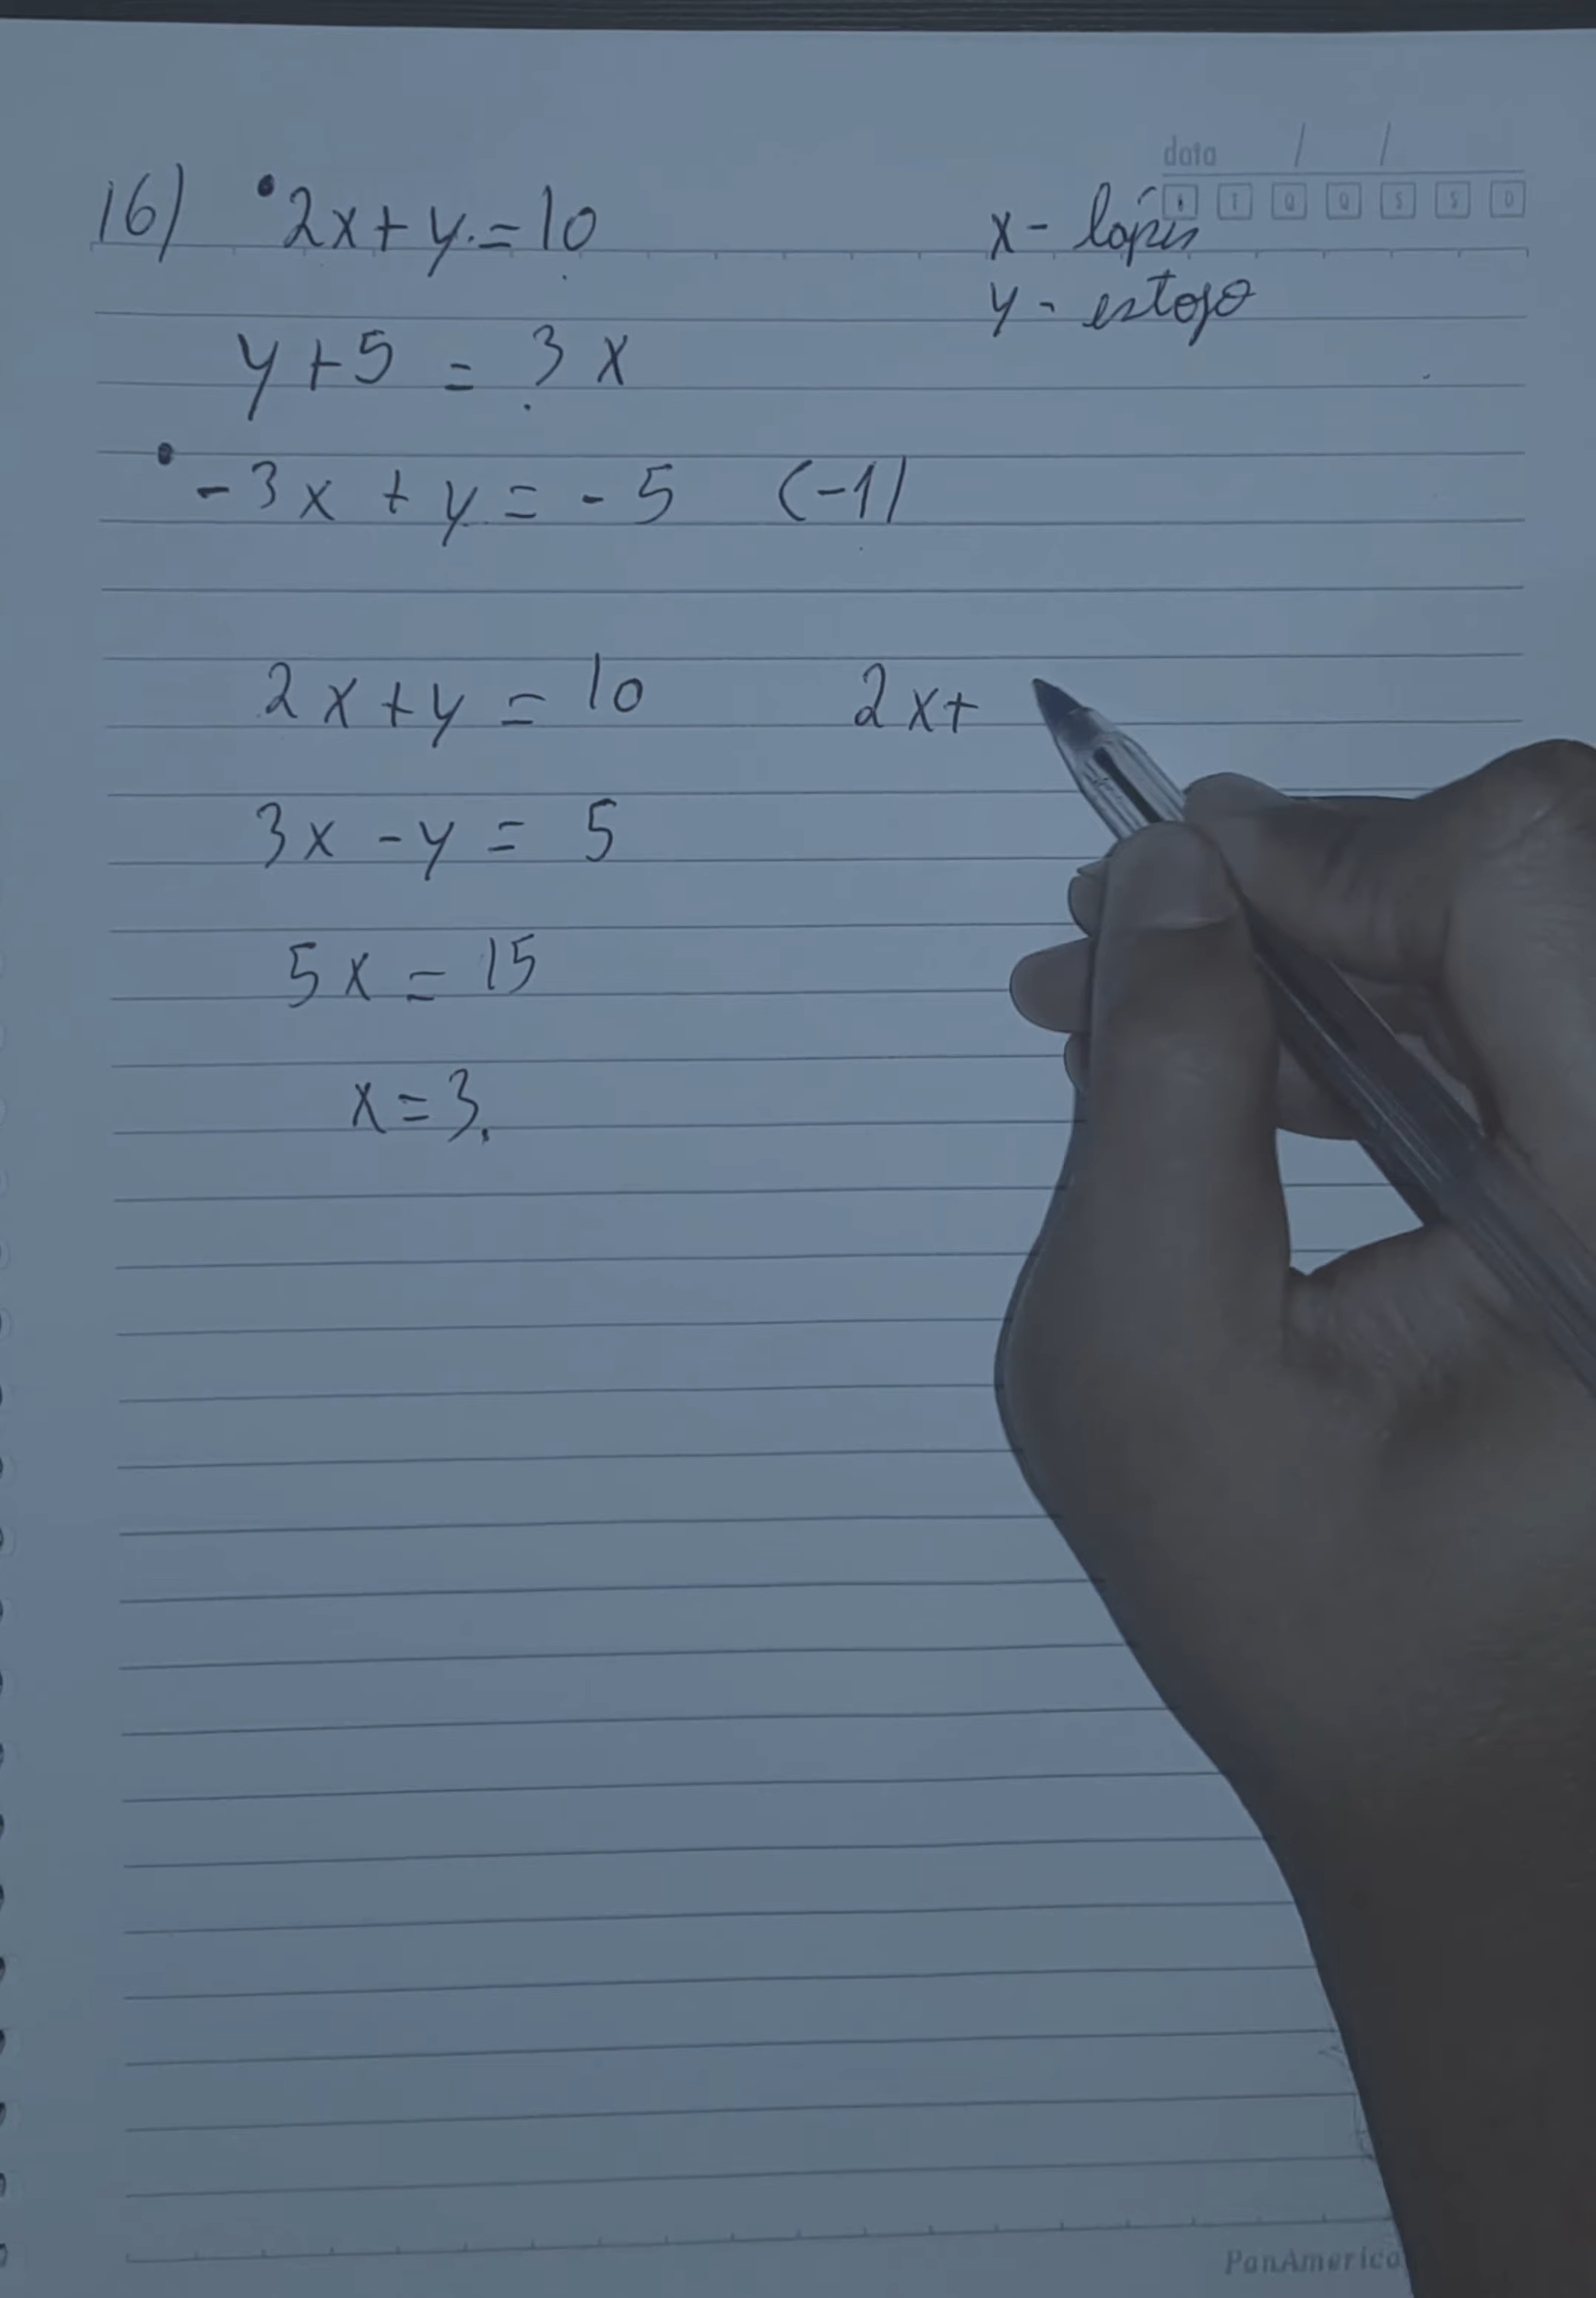 data / /
T Q Q S S D
16) 2x+y=10
x- lápis
y- estojo
y+5 = 3x
-3x + y = -5 (-1)
2x+y = 10
2x+
3x -y = 5
5x = 15
x=3.